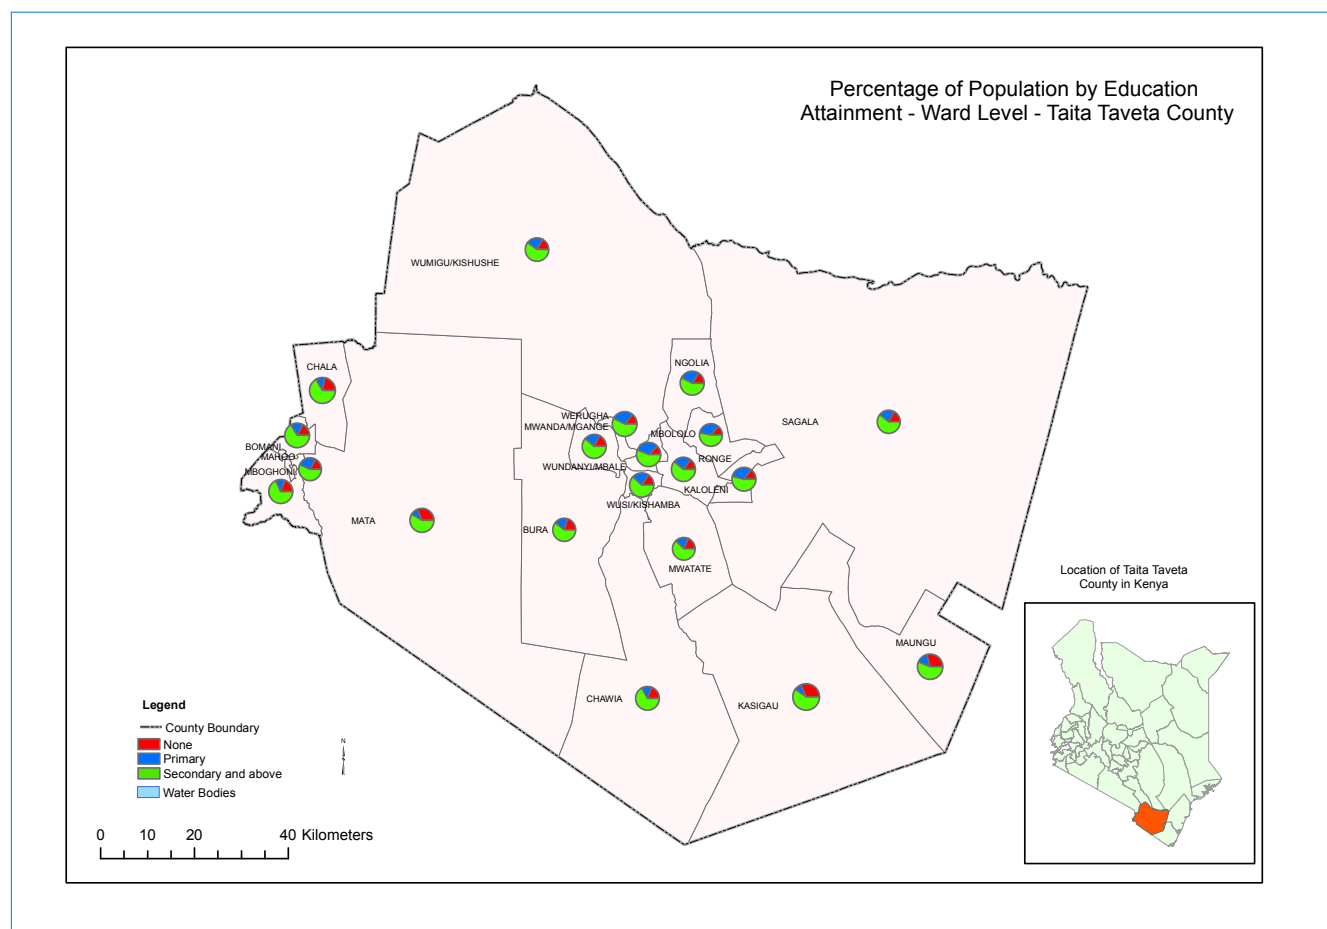 Percentage of Population by Education
Attainment - Ward Level - Taita Taveta County
WUMIGU/KISHUSHE
CHALA
NGOLIA
WERUGHA
MWANDA/MGANGE
MBOLOLO
SAGALA
BOMANI
MAHOO
MBOGHONI
WUNDANYI/MBALE
RONGE
KALOLENI
WUSI/KISHAMBA
MATA
BURA
MWATATE
Location of Taita Taveta
County in Kenya
MAUNGU
CHAWIA
KASIGAU
Legend
County Boundary
None
Primary
Secondary and above
Water Bodies
N
0 10 20 40 Kilometers